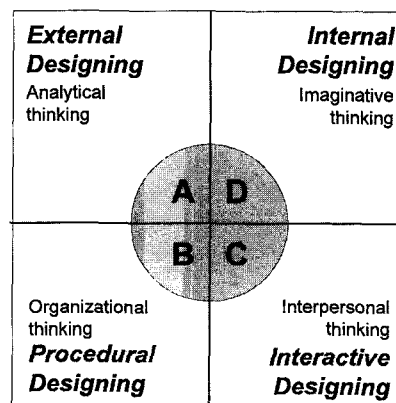 External
Designing
Analytical
thinking
Internal
Designing
Imaginative
thinking
A D
B C
Organizational
thinking
Procedural
Designing
Interpersonal
thinking
Interactive
Designing